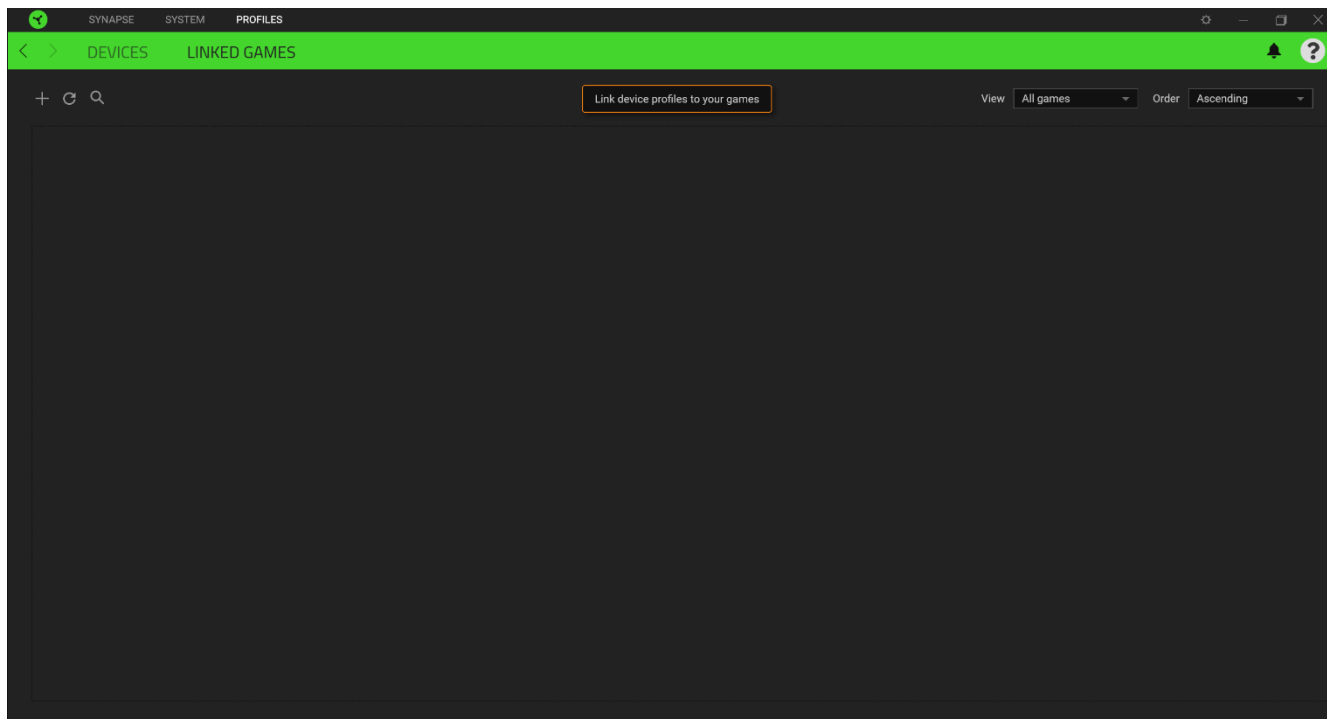 SYNAPSE SYSTEM PROFILES
DEVICES LINKED GAMES ?
Link device profiles to your games View All games Order Ascending